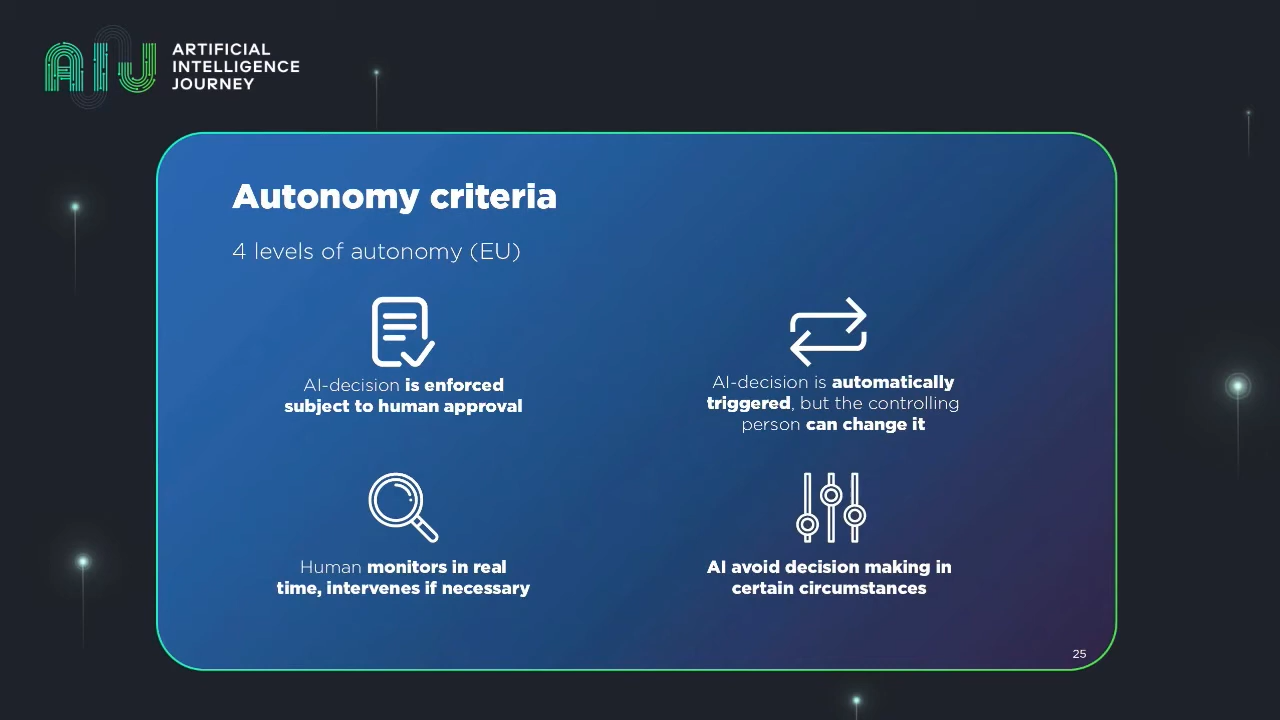 AIJ
ARTIFICIAL
INTELLIGENCE
JOURNEY
Autonomy criteria
4 levels of autonomy (EU)
AI-decision is enforced
subject to human approval
AI-decision is automatically
triggered, but the controlling
person can change it
Human monitors in real
time, intervenes if necessary
AI avoid decision making in
certain circumstances
25